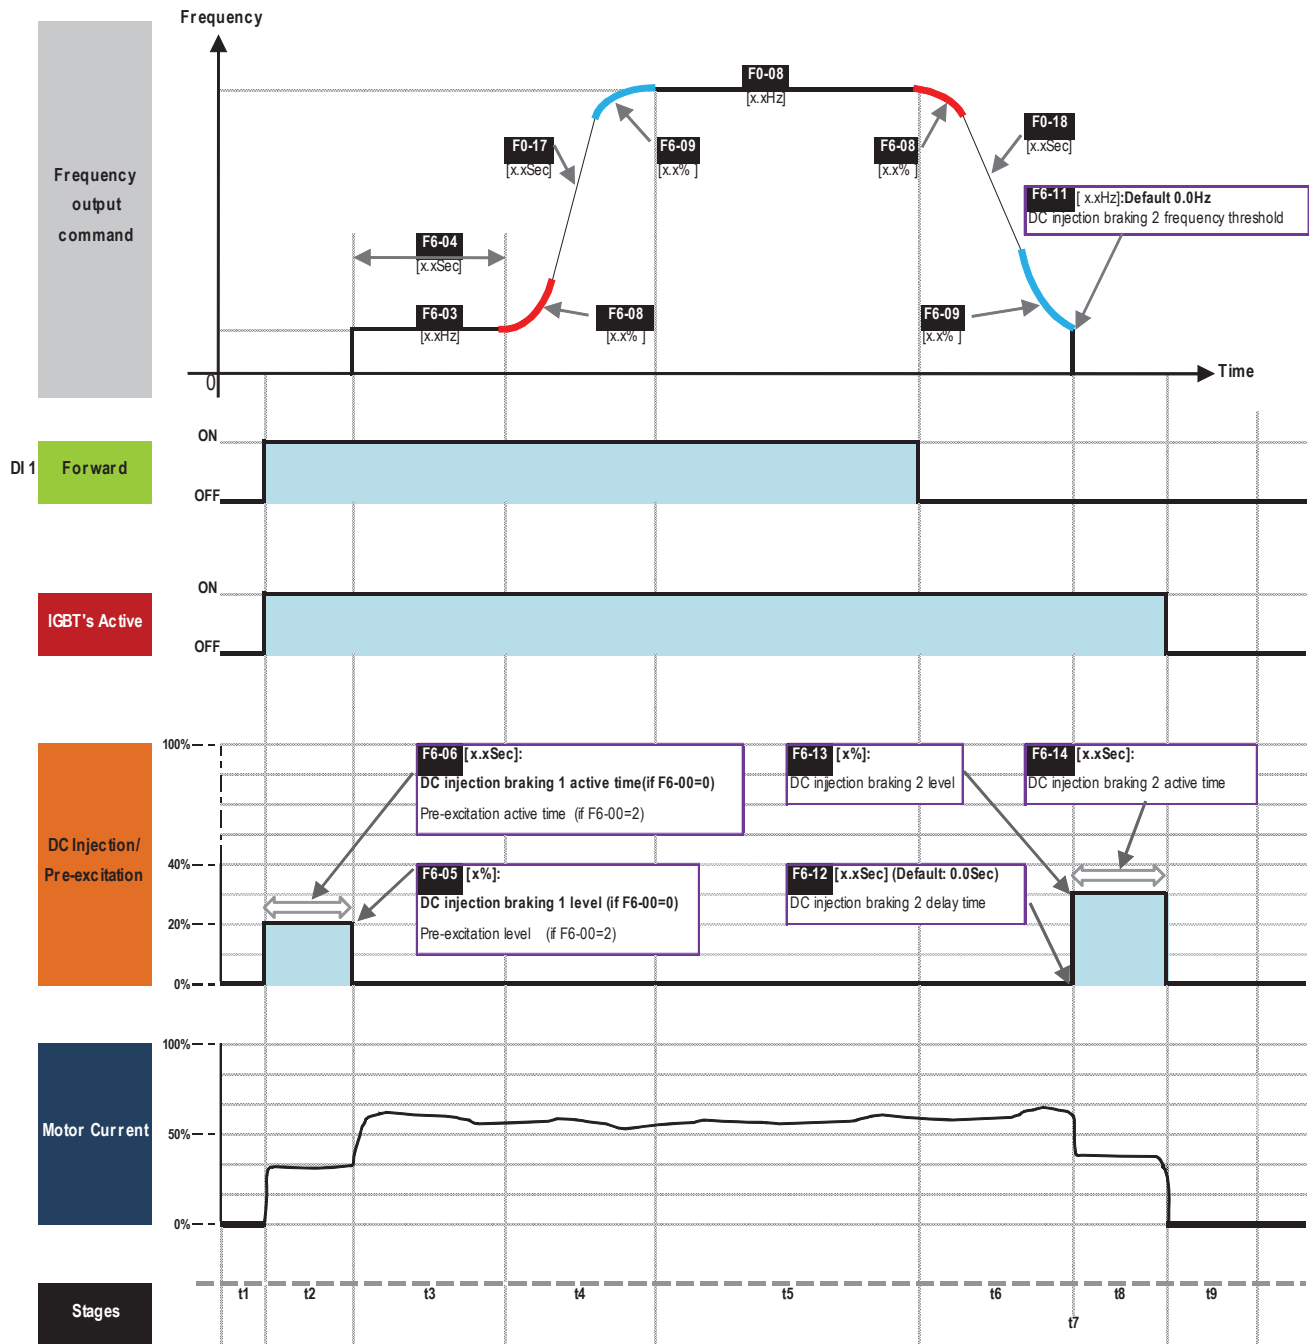 Frequency
Frequency
output
command
F0-08
[x.xHz]
F0-17
[x.xSec]
F6-09
[x.x% ]
F6-08
[x.x% ]
F0-18
[x.xSec]
F6-11 [ x.xHz]:Default 0.0Hz
DC injection braking 2 frequency threshold
F6-04
[x.xSec]
F6-03
[x.xHz]
F6-08
[x.x% ]
F6-09
[x.x% ]
0
Time
DI 1
Forward
ON
OFF
IGBT's Active
ON
OFF
DC Injection/
Pre-excitation
100%
40%
20%
0%
F6-06 [x.xSec]:
DC injection braking 1 active time(if F6-00=0)
Pre-excitation active time (if F6-00=2)
F6-05 [x%]:
DC injection braking 1 level (if F6-00=0)
Pre-excitation level (if F6-00=2)
F6-13 [x%]:
DC injection braking 2 level
F6-12 [x.xSec] (Default: 0.0Sec)
DC injection braking 2 delay time
F6-14 [x.xSec]:
DC injection braking 2 active time
Motor Current
100%
50%
0%
Stages
t1
t2
t3
t4
t5
t6
t7
t8
t9